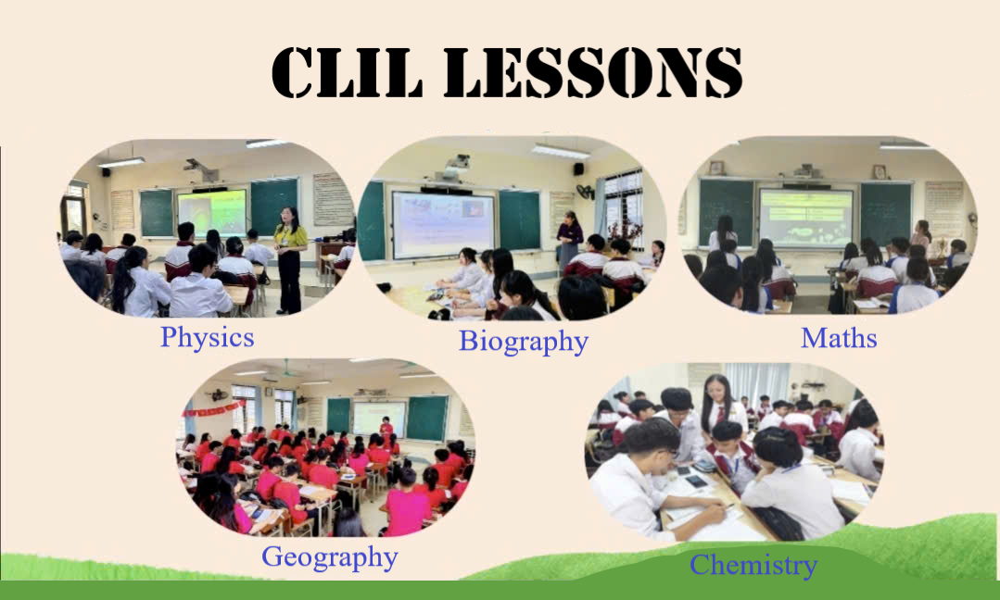 CLIL LESSONS
Physics
Biography
Maths
Geography
Chemistry